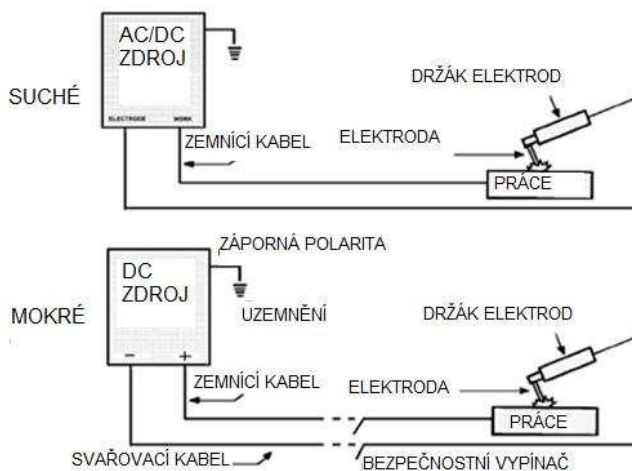 AC/DC
ZDROJ
SUCHÉ
ELECTRODE WORK
DRŽÁK ELEKTROD
ZEMNÍCÍ KABEL
ELEKTRODA
PRÁCE
ZÁPORNÁ POLARITA
DC
ZDROJ
UZEMNĚNÍ
MOKRÉ
DRŽÁK ELEKTROD
– +
ZEMNÍCÍ KABEL
ELEKTRODA
PRÁCE
SVAŘOVACÍ KABEL
BEZPEČNOSTNÍ VYPÍNAČ